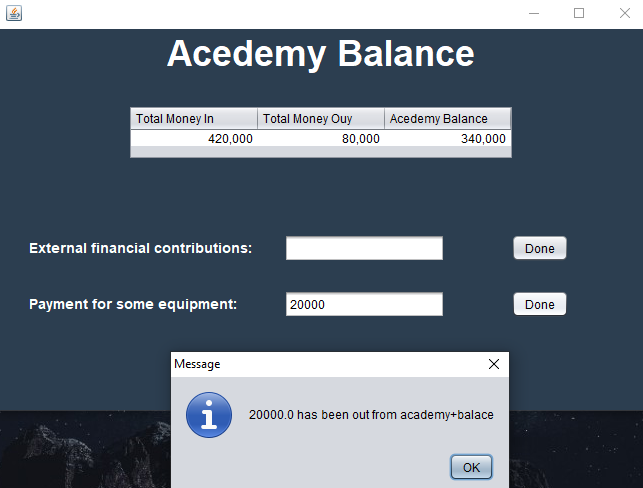 Acedemy Balance
Total Money In Total Money Ouy Acedemy Balance
420,000 80,000 340,000
External financial contributions: Done
Payment for some equipment: 20000 Done
Message
20000.0 has been out from academy+balace
OK